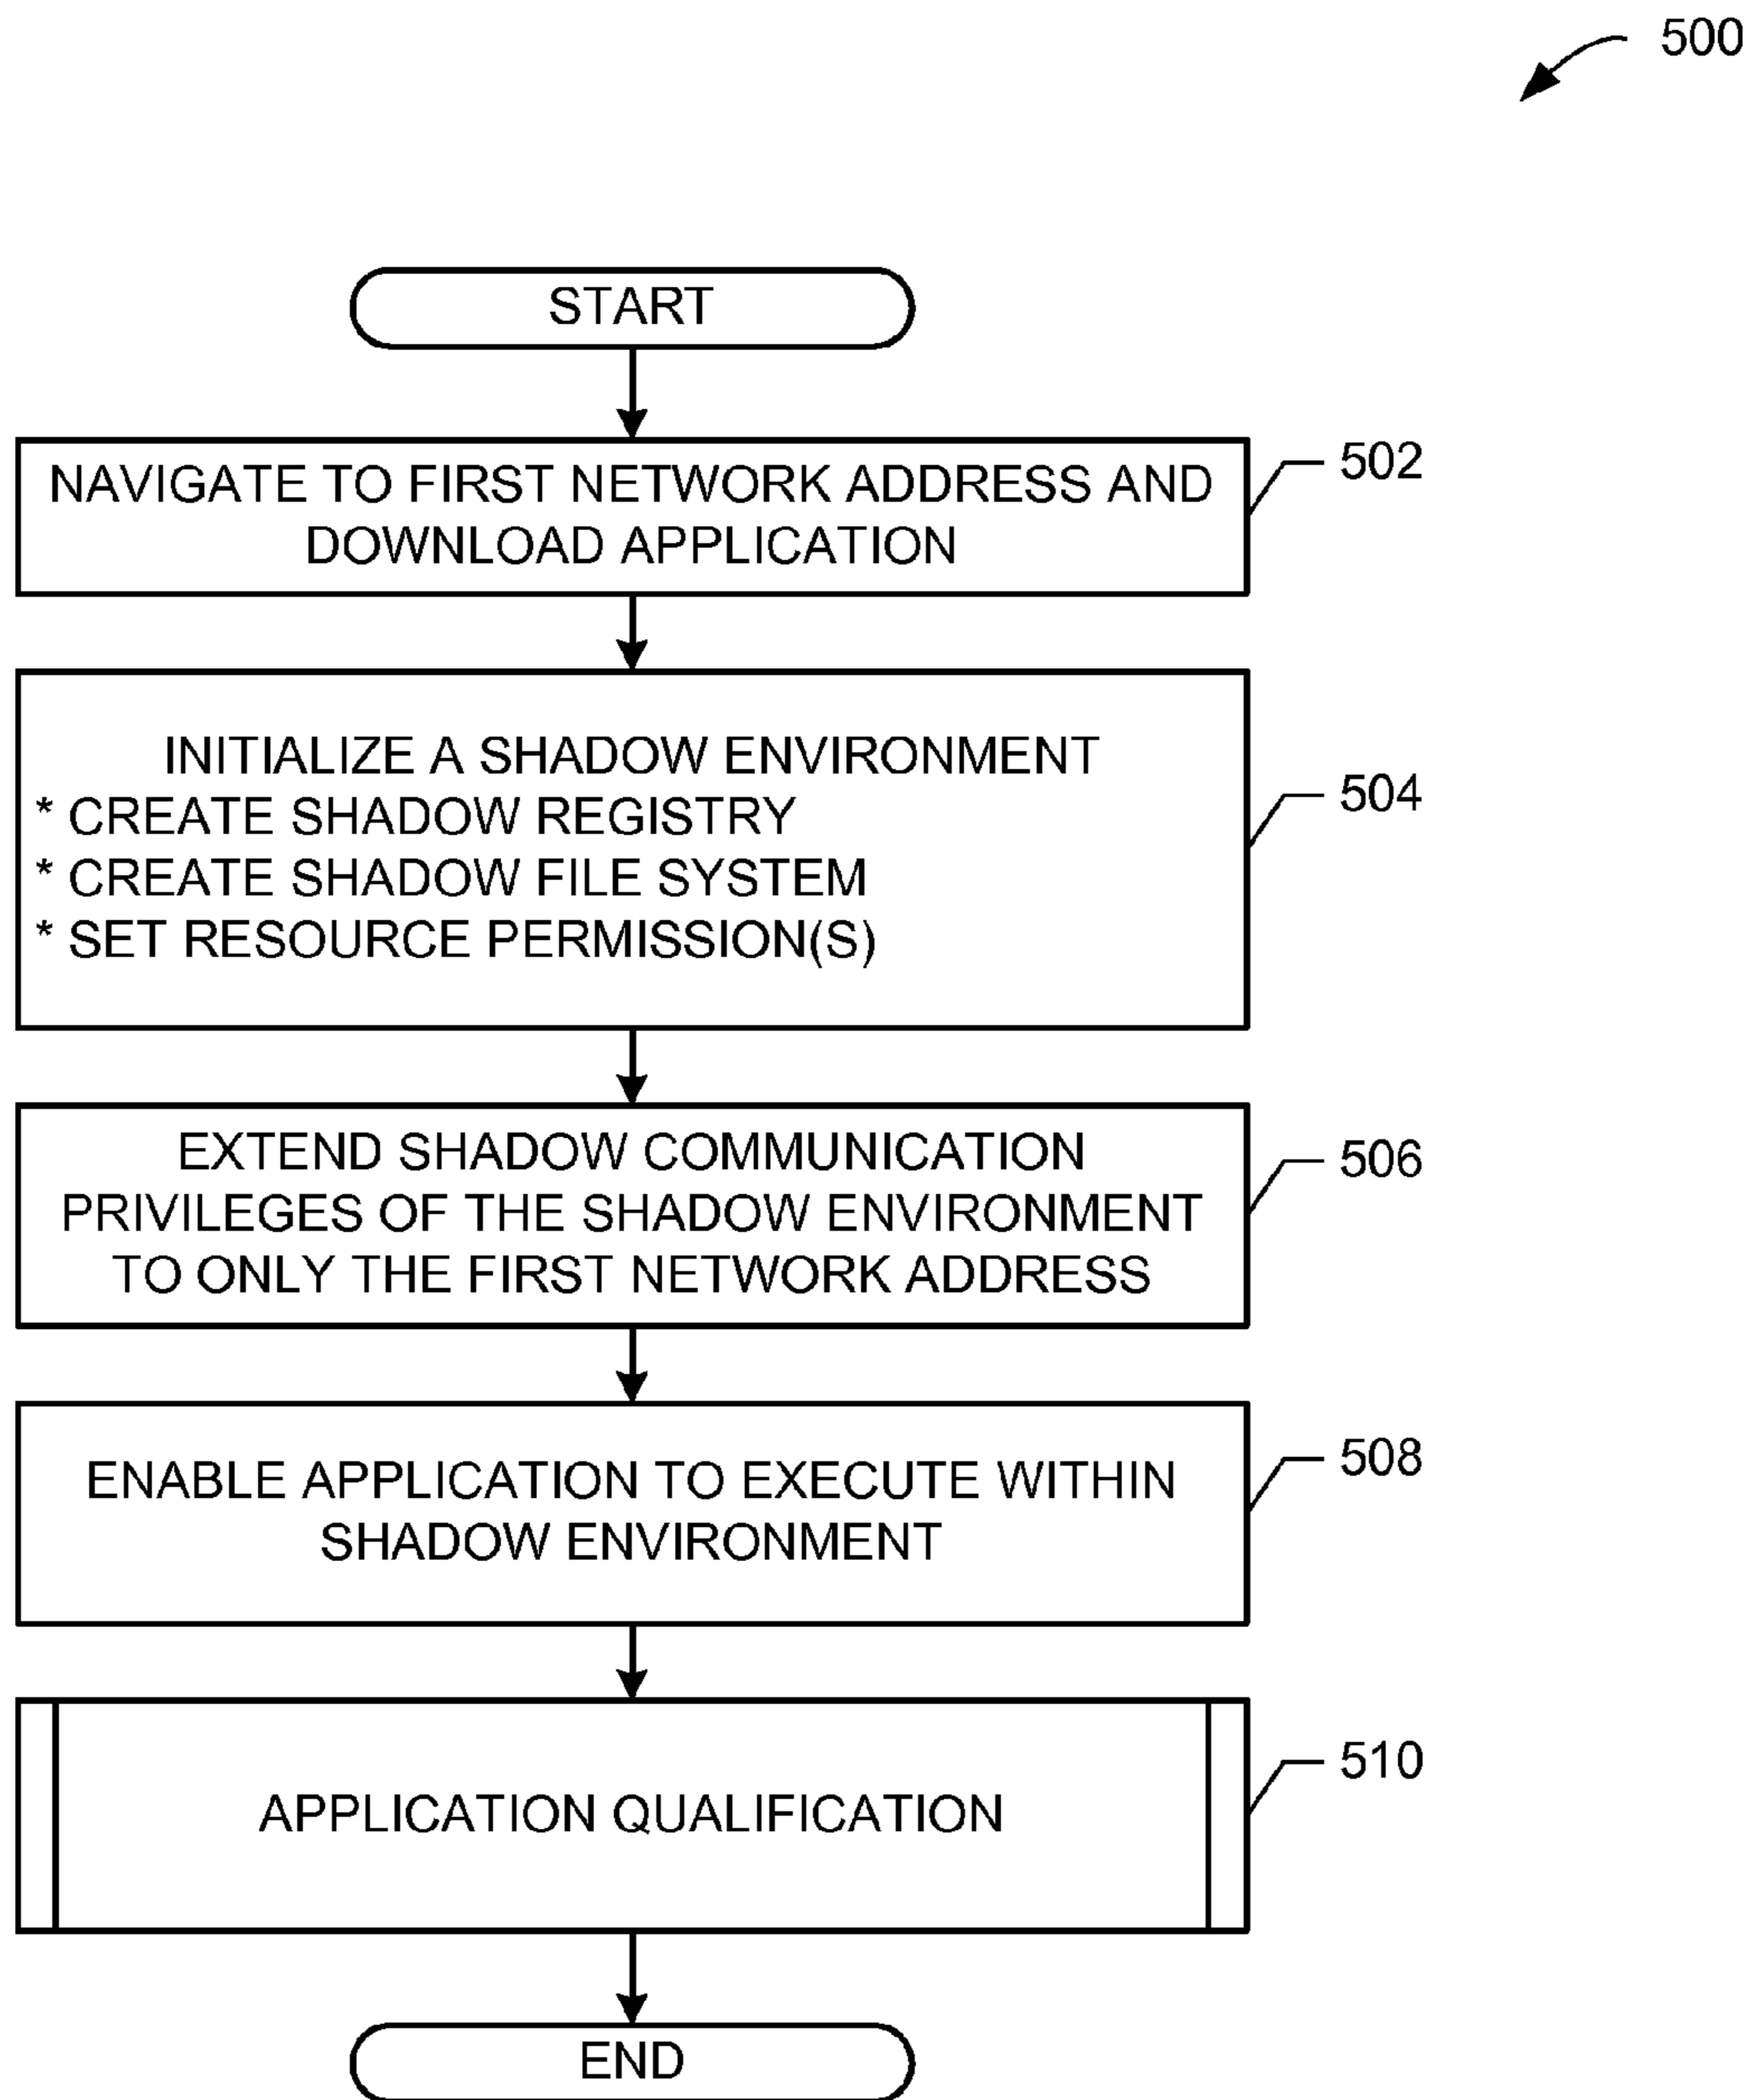 500
START
NAVIGATE TO FIRST NETWORK ADDRESS AND
DOWNLOAD APPLICATION
502
INITIALIZE A SHADOW ENVIRONMENT
* CREATE SHADOW REGISTRY
* CREATE SHADOW FILE SYSTEM
* SET RESOURCE PERMISSION(S)
504
EXTEND SHADOW COMMUNICATION
PRIVILEGES OF THE SHADOW ENVIRONMENT
TO ONLY THE FIRST NETWORK ADDRESS
506
ENABLE APPLICATION TO EXECUTE WITHIN
SHADOW ENVIRONMENT
508
APPLICATION QUALIFICATION
510
END